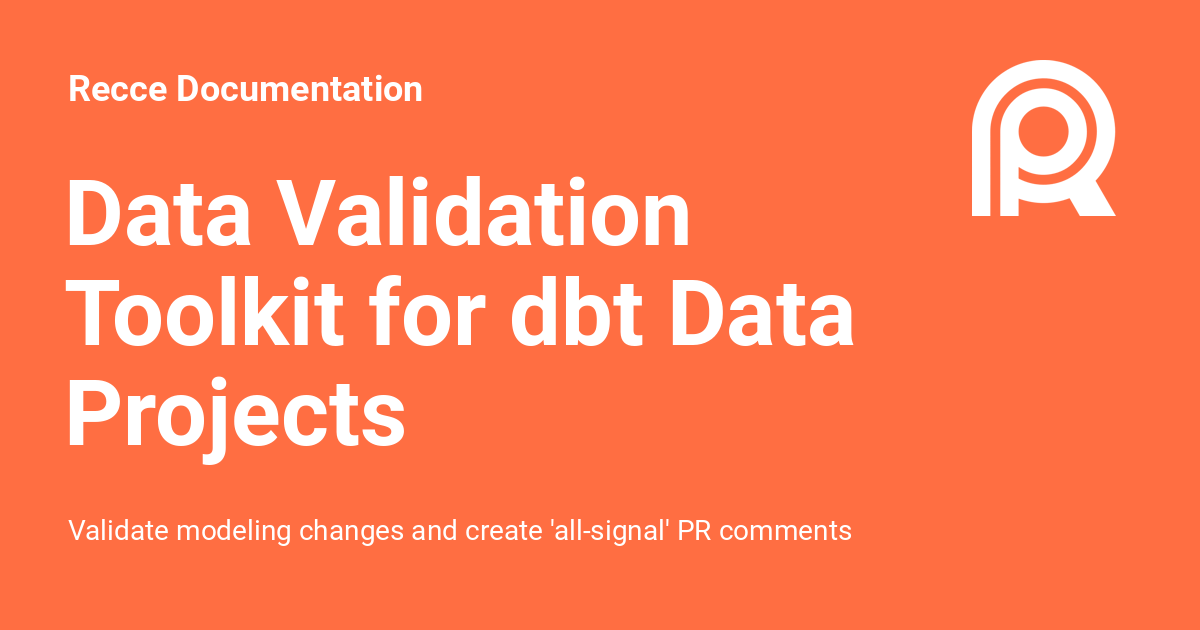 Recce Documentation
Data Validation
Toolkit for dbt Data
Projects
Validate modeling changes and create 'all-signal' PR comments